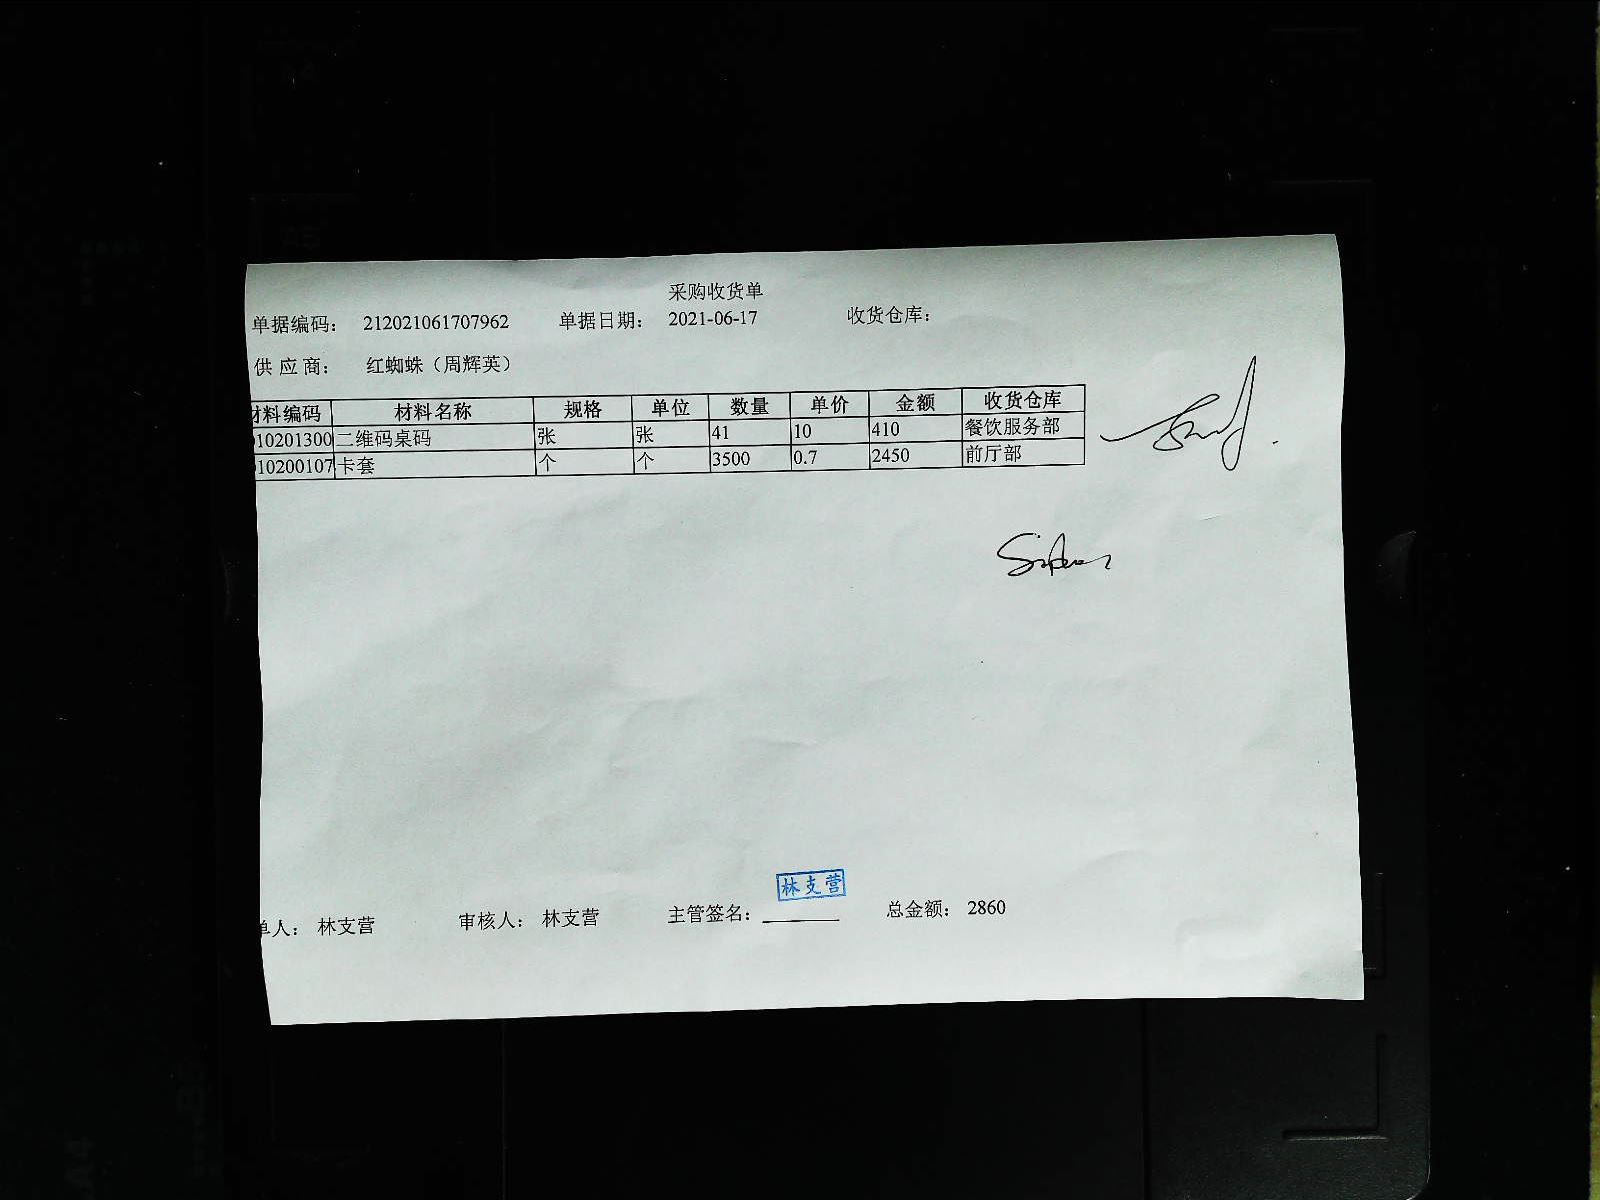 采购收货单
单据编码： 212021061707962 单据日期： 2021-06-17 收货仓库：
供 应 商： 红蜘蛛（周辉英）
材料编码 材料名称 规格 单位 数量 单价 金额 收货仓库
10201300 二维码桌码 张 张 41 10 410 餐饮服务部
10200107 卡套 个 个 3500 0.7 2450 前厅部
林支营
单人： 林支营 审核人： 林支营 主管签名： 总金额： 2860